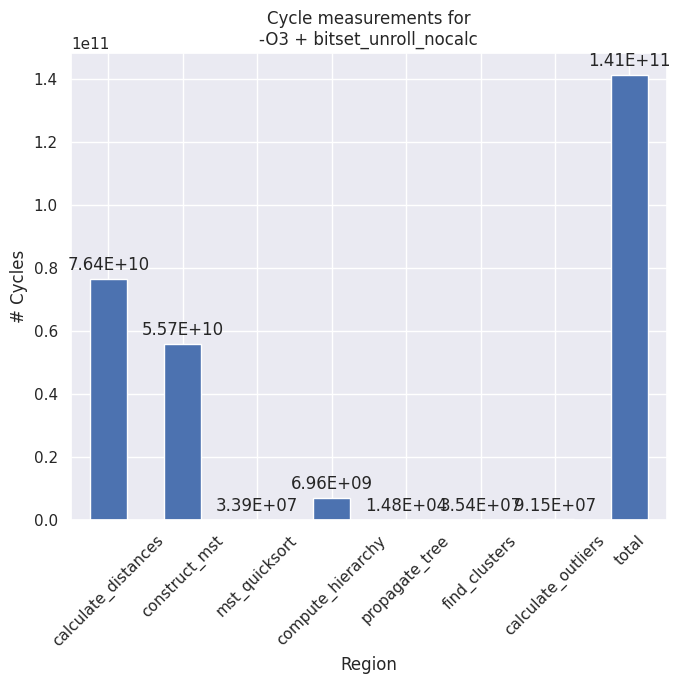 Cycle measurements for
-O3 + bitset_unroll_nocalc
1e11
# Cycles
1.4
1.2
1.0
0.8
0.6
0.4
0.2
0.0
7.64E+10
5.57E+10
3.39E+07
6.96E+09
1.48E+04
3.54E+07
9.15E+07
1.41E+11
calculate_distances
construct_mst
mst_quicksort
compute_hierarchy
propagate_tree
find_clusters
calculate_outliers
total
Region